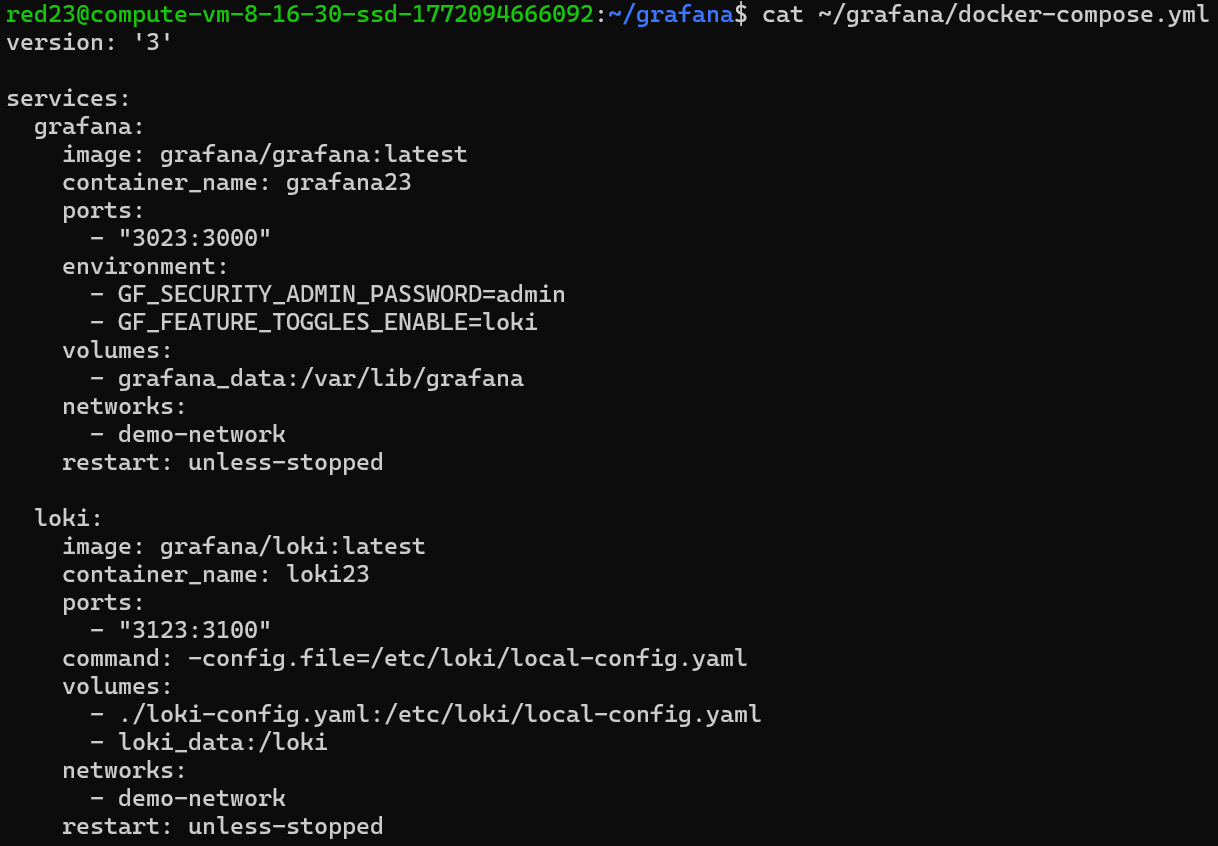 red23@compute-vm-8-16-30-ssd-1772094666092:~/grafana$ cat ~/grafana/docker-compose.yml
version: '3'

services:
  grafana:
    image: grafana/grafana:latest
    container_name: grafana23
    ports:
      - "3023:3000"
    environment:
      - GF_SECURITY_ADMIN_PASSWORD=admin
      - GF_FEATURE_TOGGLES_ENABLE=loki
    volumes:
      - grafana_data:/var/lib/grafana
    networks:
      - demo-network
    restart: unless-stopped

  loki:
    image: grafana/loki:latest
    container_name: loki23
    ports:
      - "3123:3100"
    command: -config.file=/etc/loki/local-config.yaml
    volumes:
      - ./loki-config.yaml:/etc/loki/local-config.yaml
      - loki_data:/loki
    networks:
      - demo-network
    restart: unless-stopped